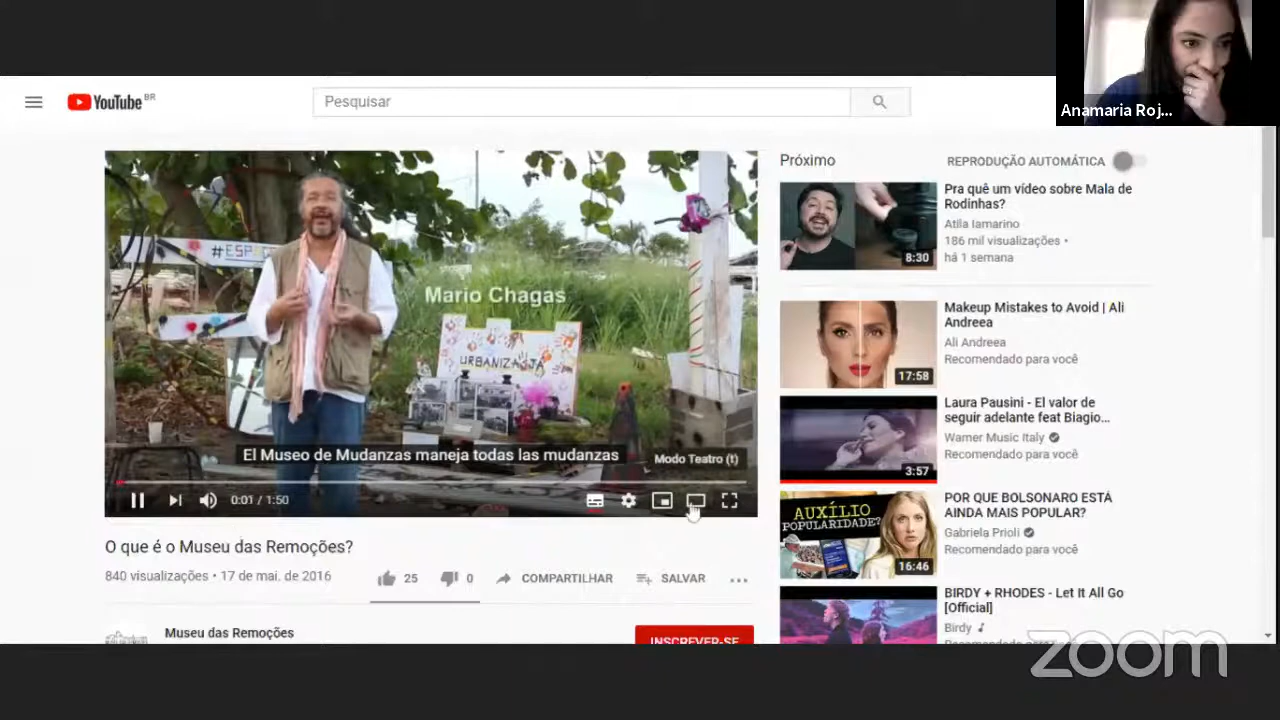 Anamaria Roj...
YouTube BR
Pesquisar
#ESPA
Mario Chagas
URBANIZAJJA
El Museo de Mudanzas maneja todas las mudanzas
Modo Teatro (t)
0:01 / 1:50
O que é o Museu das Remoções?
840 visualizações • 17 de mai. de 2016
25
0
COMPARTILHAR
SALVAR
Museu das Remoções
INSCREVER-SE
Próximo
REPRODUÇÃO AUTOMÁTICA
Pra quê um vídeo sobre Mala de
Rodinhas?
Atila Iamarino
186 mil visualizações •
há 1 semana
8:30
Makeup Mistakes to Avoid | Ali
Andreea
Ali Andreea
Recomendado para você
17:58
Laura Pausini - El valor de
seguir adelante feat Biagio...
Warner Music Italy
Recomendado para você
3:57
POR QUE BOLSONARO ESTÁ
AINDA MAIS POPULAR?
Gabriela Prioli
Recomendado para você
AUXÍLIO
POPULARIDADE?
16:46
BIRDY + RHODES - Let It All Go
[Official]
Birdy
Recomendado para você
zoom